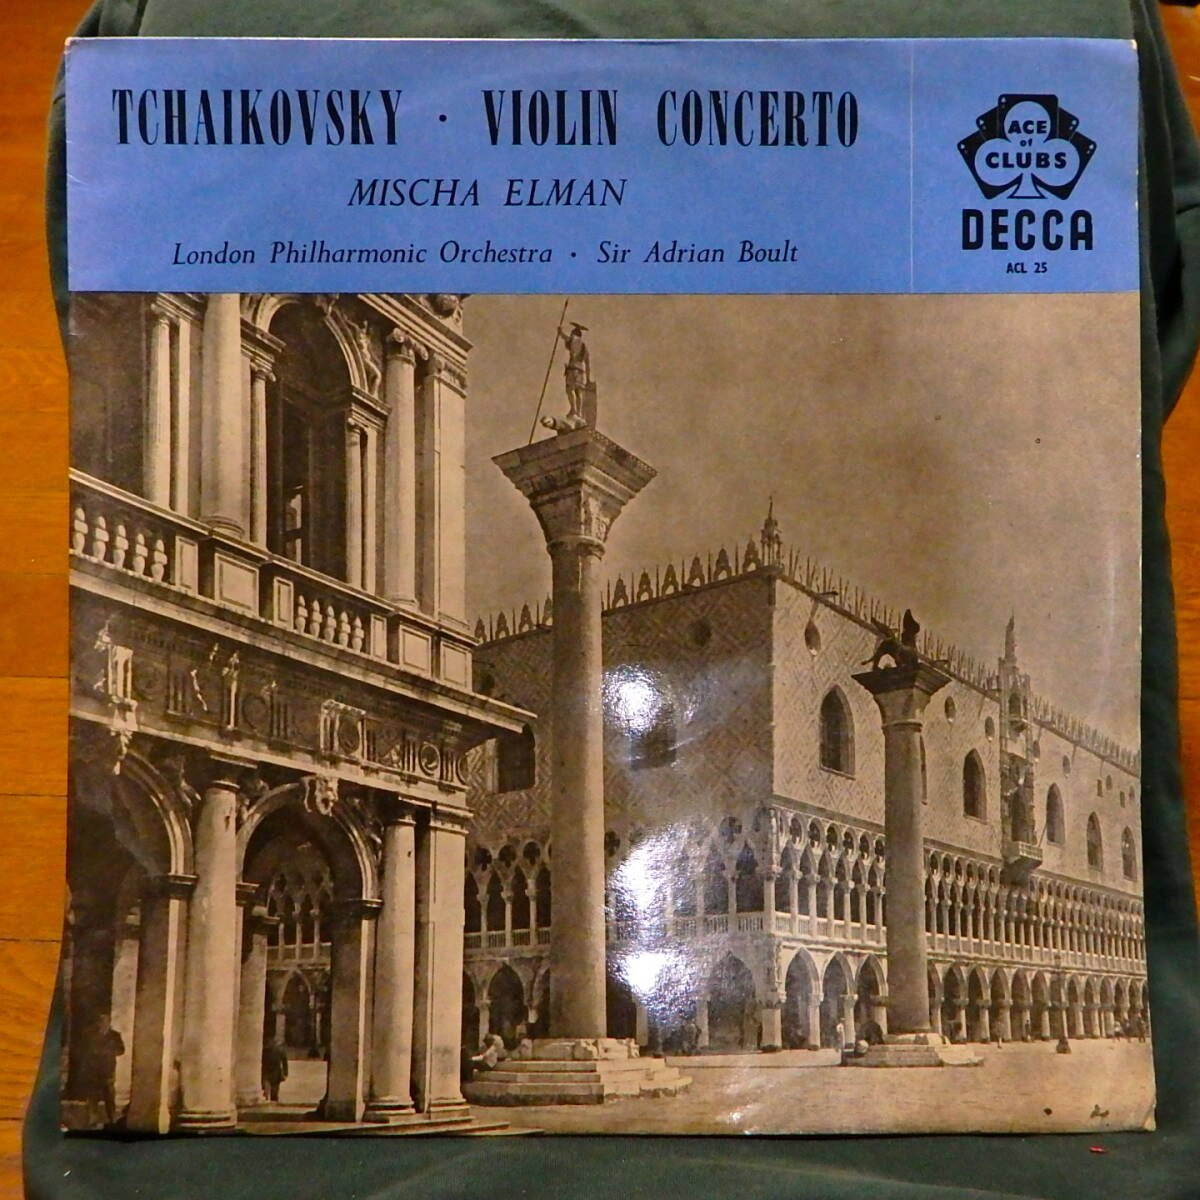 TCHAIKOVSKY · VIOLIN CONCERTO
MISCHA ELMAN
London Philharmonic Orchestra · Sir Adrian Boult
ACE
of
CLUBS
DECCA
ACL 25